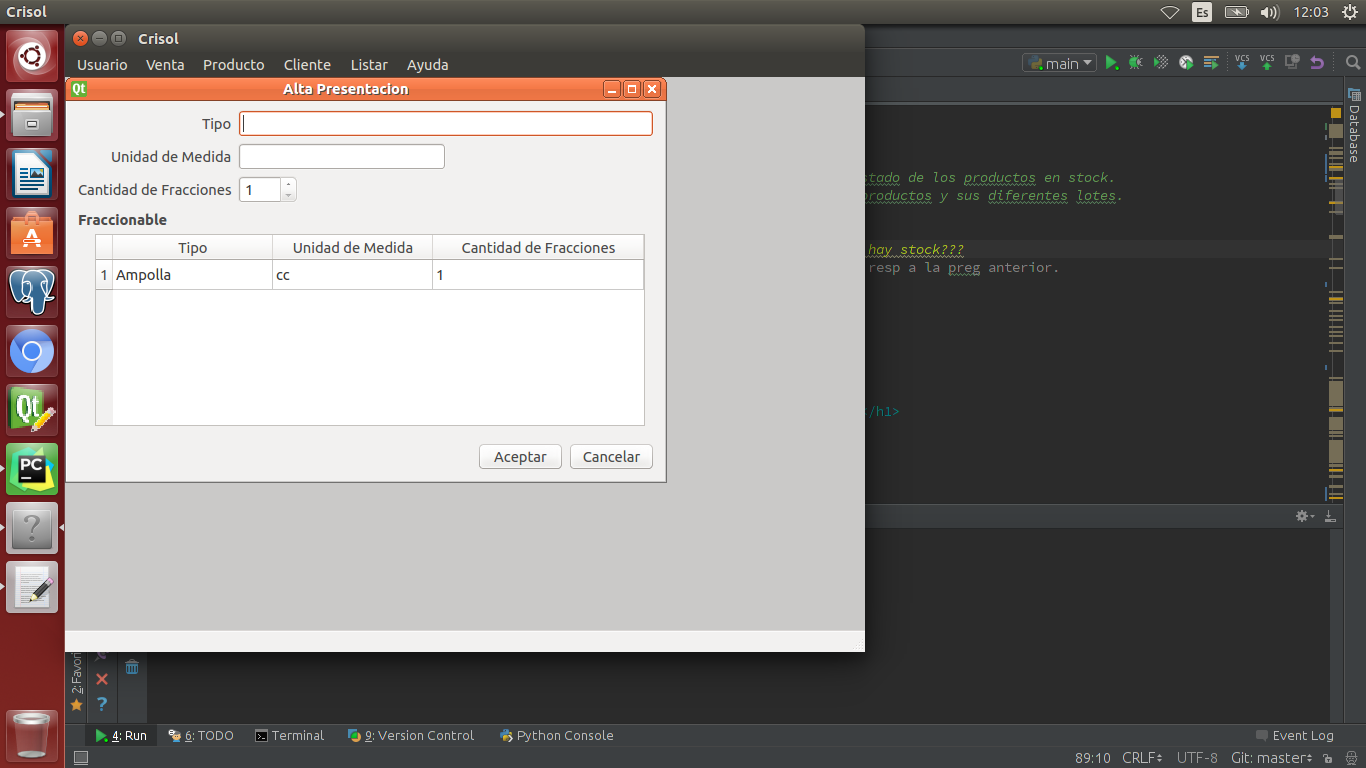 Crisol
Es
12:03
Crisol
Usuario Venta Producto Cliente Listar Ayuda
main
VCS VCS
Qt Alta Presentacion
Tipo
Unidad de Medida
Cantidad de Fracciones 1
Fraccionable
Tipo Unidad de Medida Cantidad de Fracciones
1 Ampolla cc 1
Aceptar Cancelar
Database
stado de los productos en stock.
productos y sus diferentes lotes.
hay stock???
resp a la preg anterior.
/h1>
Qt
PC
?
2: Favori
?
4: Run 6: TODO Terminal 9: Version Control Python Console Event Log
89:10 CRLF UTF-8 Git: master